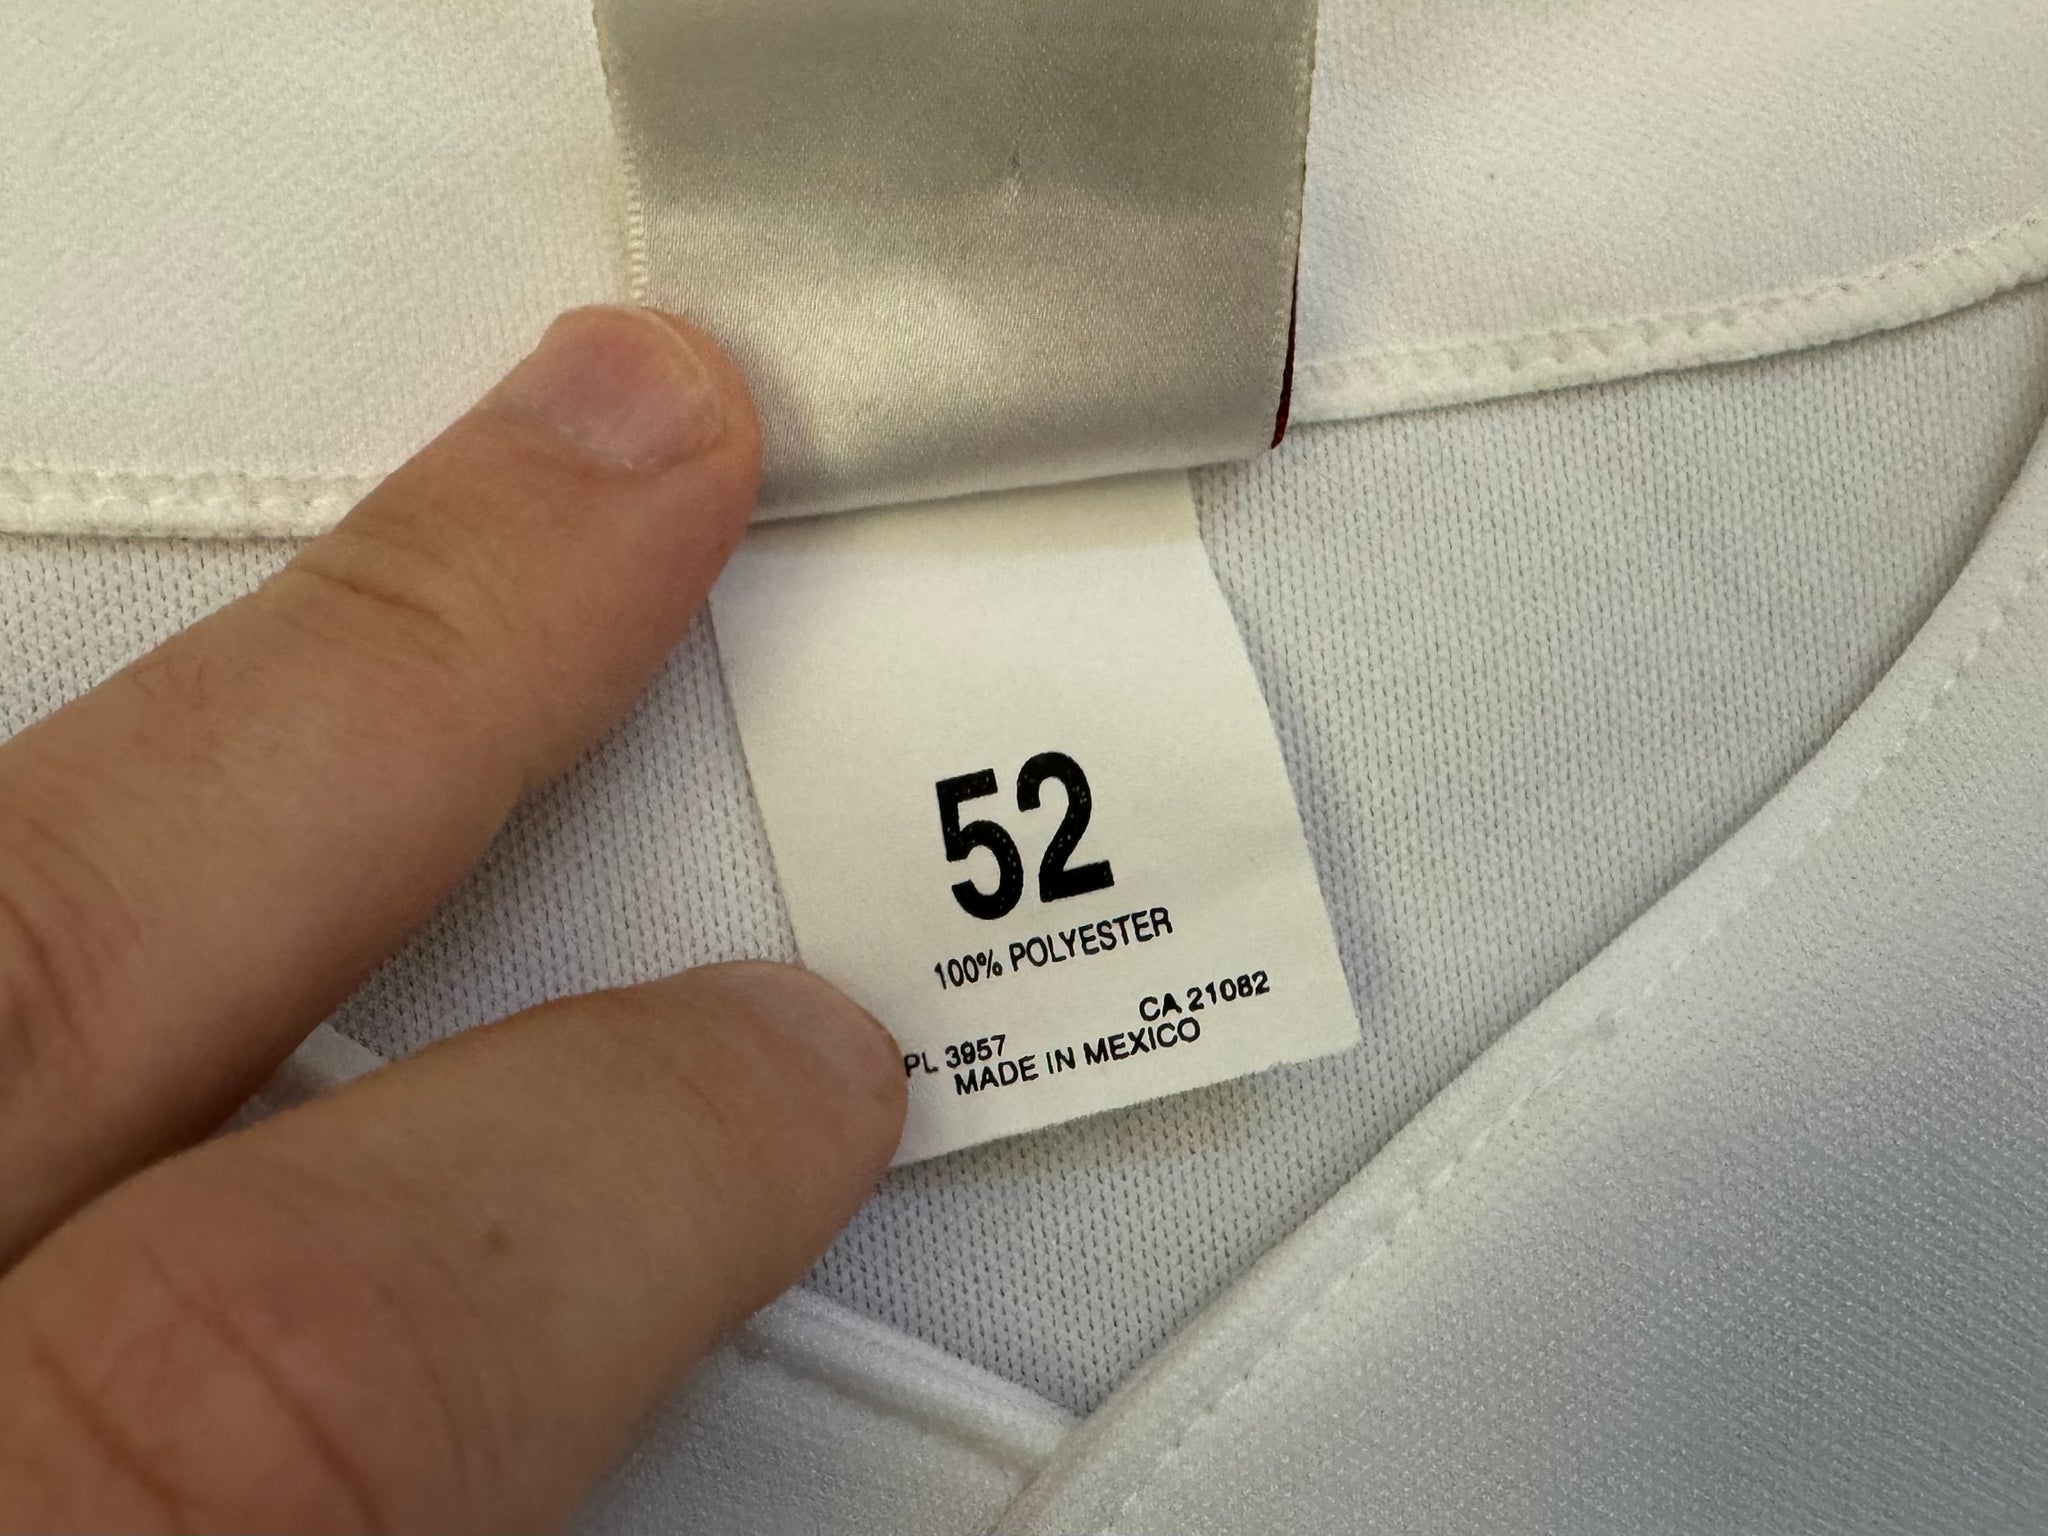 52
100% POLYESTER
CA 21082
PL 3957
MADE IN MEXICO